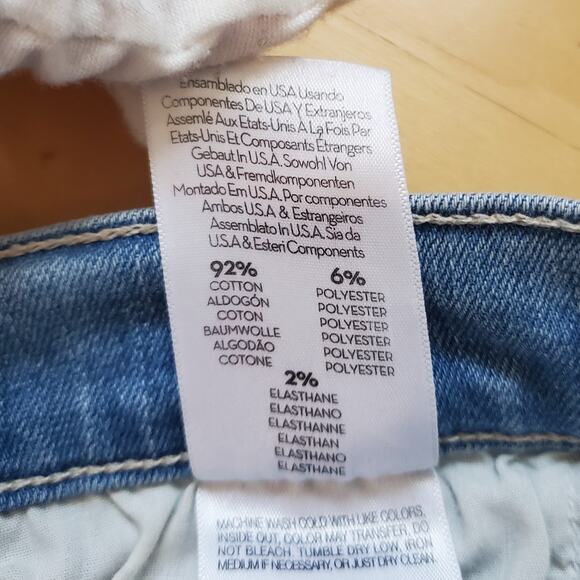 Ensamblado en USA Usando
Componentes De USA Y Extranjeros
Assemlé Aux Etats-Unis A La Fois Par
Etats-Unis Et Composants Étrangers
Gebaut In U.S.A. Sowohl Von
USA & Fremdkomponenten
Montado Em U.S.A. Por componentes
Ambos U.S.A & Estrangeiros
Assemblato In U.S.A. Sia da
U.S.A & Esteri Components
92%
COTTON
ALDOGÓN
COTON
BAUMWOLLE
ALGODÃO
COTONE
6%
POLYESTER
POLYESTER
POLYESTER
POLYESTER
POLYESTER
POLYESTER
2%
ELASTHANE
ELASTHANO
ELASTHANNE
ELASTHAN
ELASTHANO
ELASTHANE
MACHINE WASH COLD WITH LIKE COLORS,
INSIDE OUT, COLOR MAY TRANSFER, DO
NOT BLEACH. TUMBLE DRY LOW, IRON
MEDIUM IF NECESSARY, OR JUST DRY CLEAN